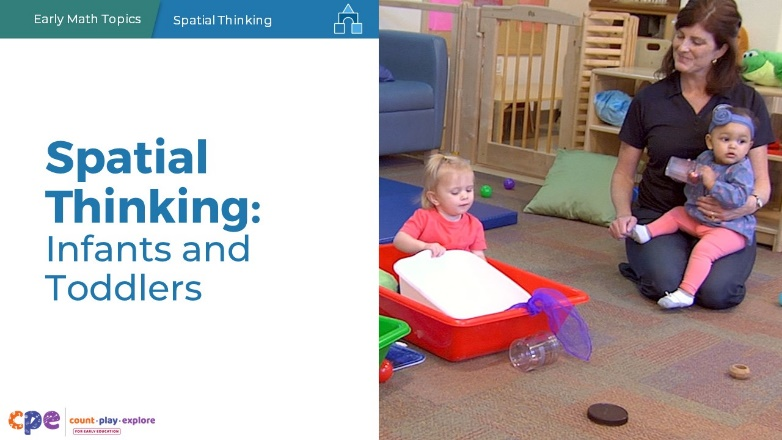 Early Math Topics
Spatial Thinking
Spatial
Thinking:
Infants and
Toddlers
cpe
count·play·explore
FOR EARLY EDUCATION